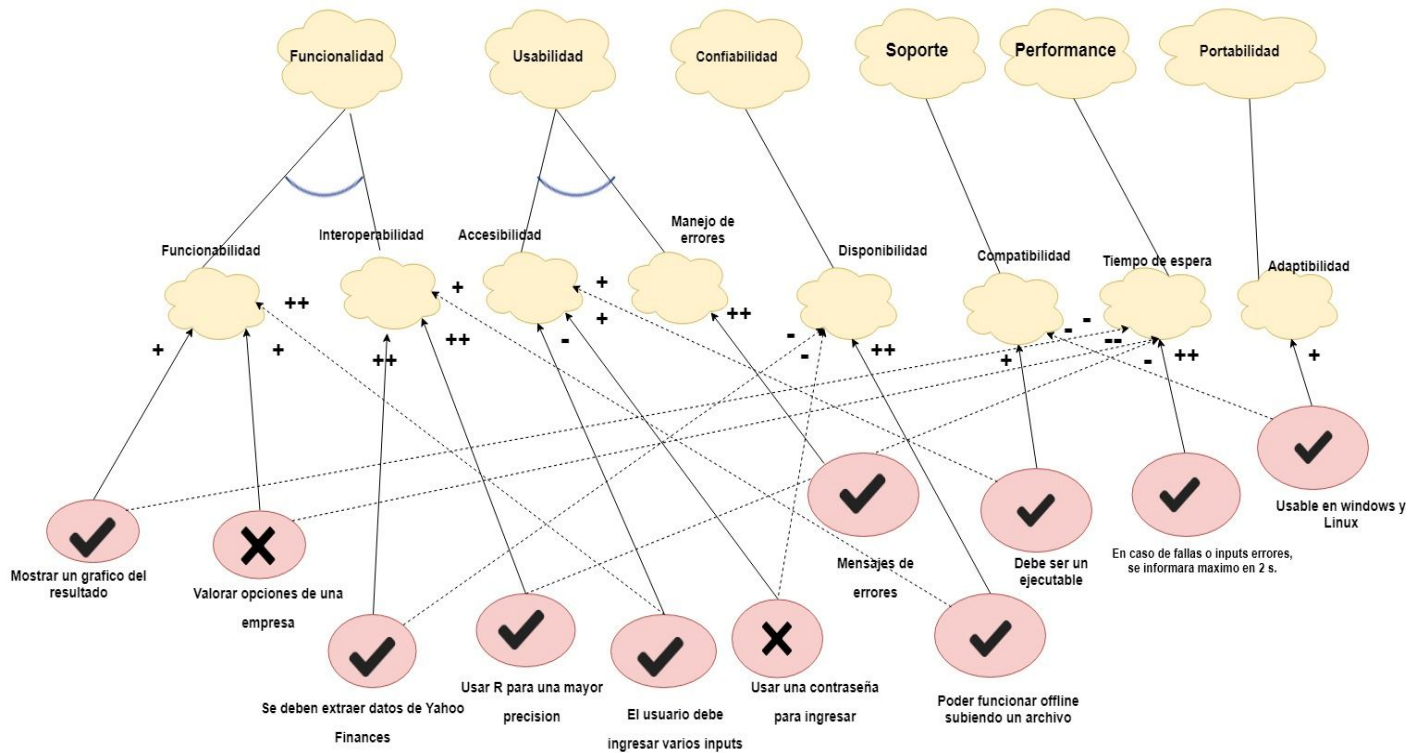 Funcionalidad
Usabilidad
Confiabilidad
Soporte
Performance
Portabilidad
Funcionabilidad
Interoperabilidad
Accesibilidad
Manejo de
errores
Disponibilidad
Compatibilidad
Tiempo de espera
Adaptibilidad
++
+
+
++
-
-
-
--
+
+
++
++
+
-
++
-
++
+
-
++
+
Mostrar un grafico del
resultado
Valorar opciones de una
empresa
Se deben extraer datos de Yahoo
Finances
Usar R para una mayor
precision
El usuario debe
ingresar varios inputs
Usar una contraseña
para ingresar
Mensajes de
errores
Poder funcionar offline
subiendo un archivo
Debe ser un
ejecutable
En caso de fallas o inputs errores,
se informara maximo en 2 s.
Usable en windows y
Linux